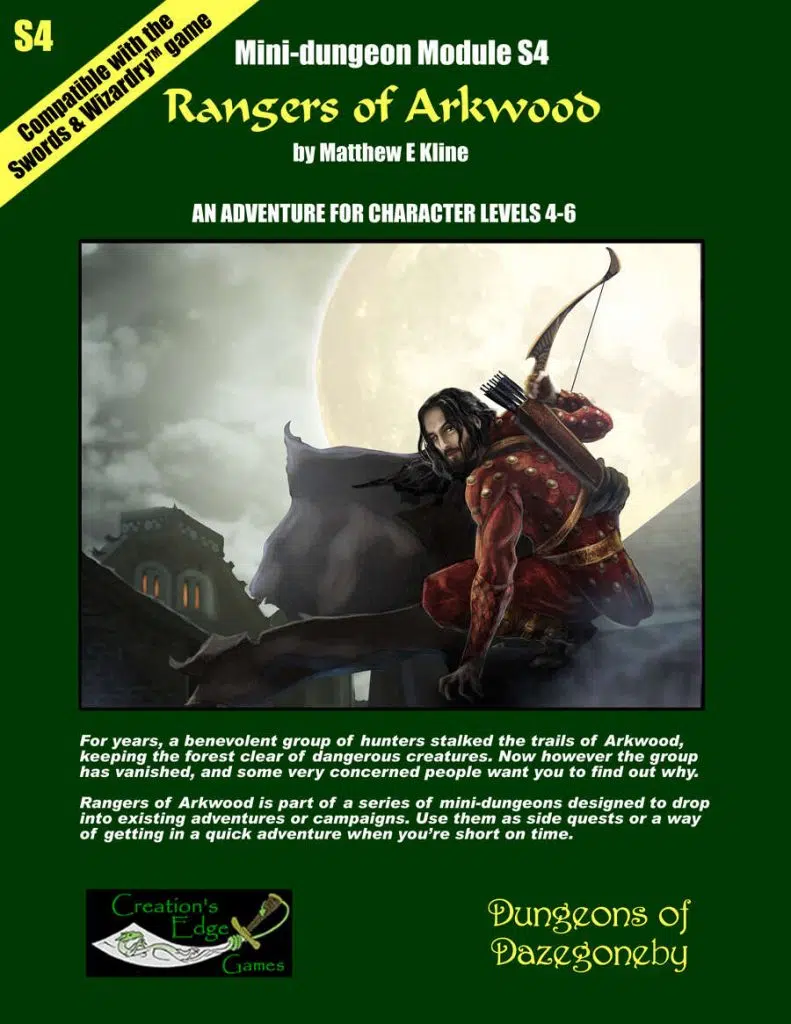 S4
Compatible with the
Swords & Wizardry™ game
Mini-dungeon Module S4
Rangers of Arkwood
by Matthew E Kline
AN ADVENTURE FOR CHARACTER LEVELS 4-6
For years, a benevolent group of hunters stalked the trails of Arkwood,
keeping the forest clear of dangerous creatures. Now however the group
has vanished, and some very concerned people want you to find out why.
Rangers of Arkwood is part of a series of mini-dungeons designed to drop
into existing adventures or campaigns. Use them as side quests or a way
of getting in a quick adventure when you're short on time.
Creation's
Edge
Games
Dungeons of
Dazegoneby